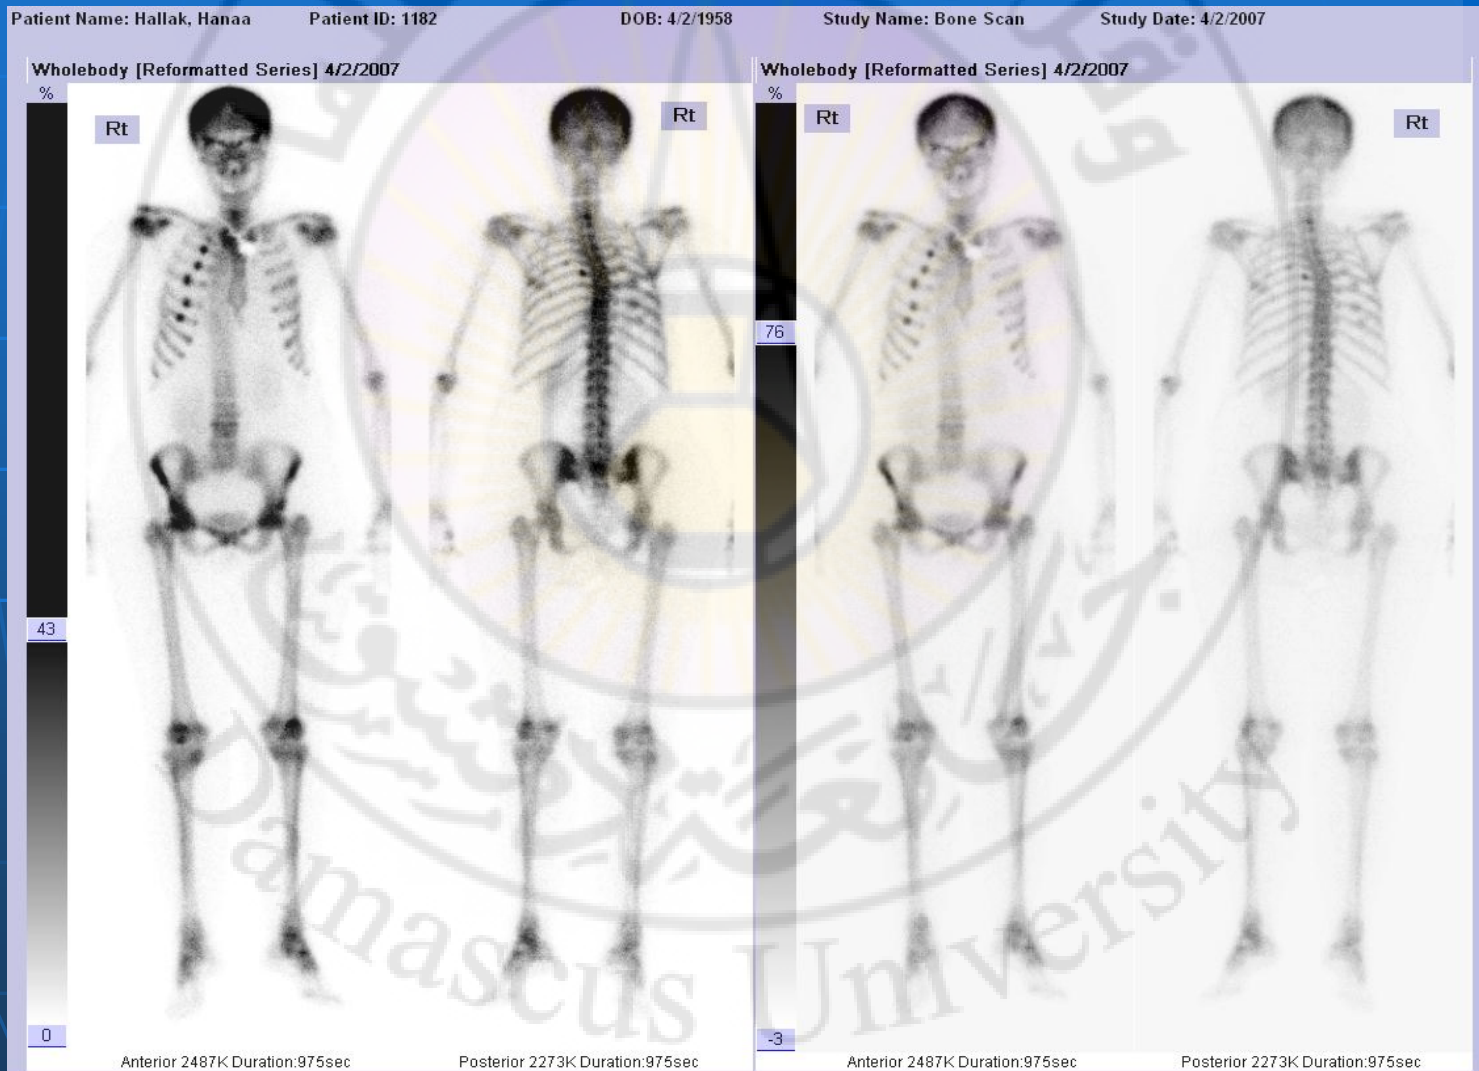 Patient Name: Hallak, Hanaa Patient ID: 1182 DOB: 4/2/1958 Study Name: Bone Scan Study Date: 4/2/2007
Wholebody [Reformatted Series] 4/2/2007 Wholebody [Reformatted Series] 4/2/2007
% %
Rt Rt Rt Rt
76
43
0 -3
Anterior 2487K Duration:975sec Posterior 2273K Duration:975sec Anterior 2487K Duration:975sec Posterior 2273K Duration:975sec
Damascus University